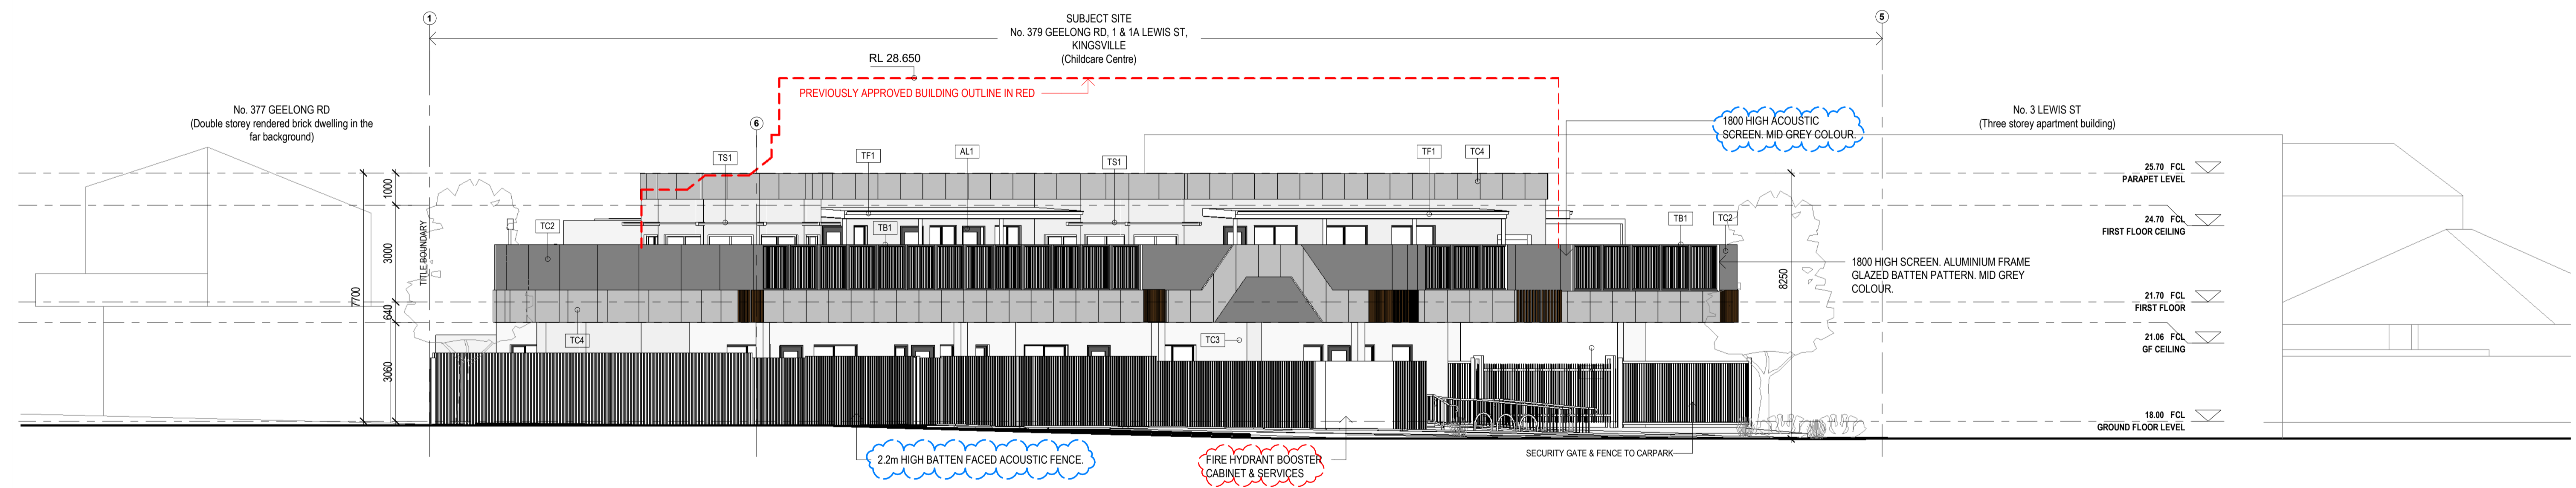 1
SUBJECT SITE
No. 379 GEELONG RD, 1 & 1A LEWIS ST,
KINGSVILLE
(Childcare Centre)
5
RL 28.650
PREVIOUSLY APPROVED BUILDING OUTLINE IN RED
No. 377 GEELONG RD
(Double storey rendered brick dwelling in the
far background)
6
1800 HIGH ACOUSTIC
SCREEN. MID GREY COLOUR.
No. 3 LEWIS ST
(Three storey apartment building)
TS1
TF1
AL1
TS1
TF1
TC4
25.70 FCL
PARAPET LEVEL
1000
TC2
TB1
TB1
TC2
24.70 FCL
FIRST FLOOR CEILING
TITLE BOUNDARY
3000
7700
8250
1800 HIGH SCREEN. ALUMINIUM FRAME
GLAZED BATTEN PATTERN. MID GREY
COLOUR.
21.70 FCL
FIRST FLOOR
640
TC4
TC3
21.06 FCL
GF CEILING
3060
18.00 FCL
GROUND FLOOR LEVEL
2.2m HIGH BATTEN FACED ACOUSTIC FENCE.
FIRE HYDRANT BOOSTER
CABINET & SERVICES
SECURITY GATE & FENCE TO CARPARK